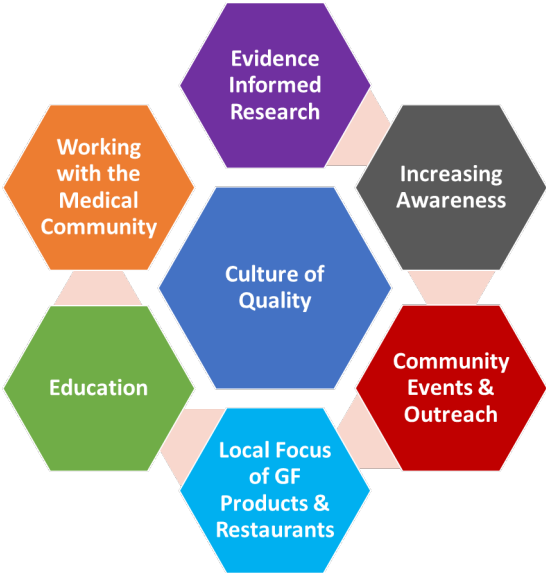 Evidence
Informed
Research
Increasing
Awareness
Community
Events &
Outreach
Local Focus
of GF
Products &
Restaurants
Education
Working
with the
Medical
Community
Culture of
Quality